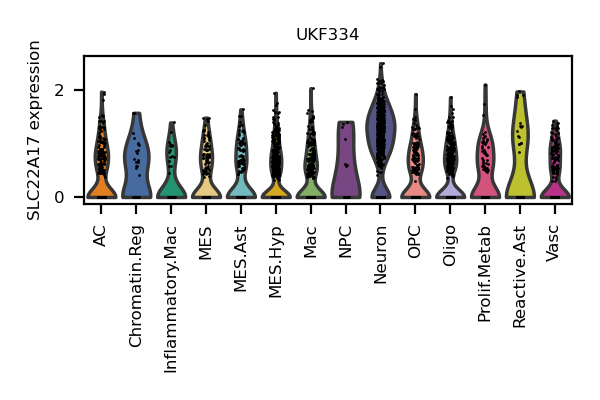 UKF334
SLC22A17 expression
2
0
AC
Chromatin.Reg
Inflammatory.Mac
MES
MES.Ast
MES.Hyp
Mac
NPC
Neuron
OPC
Oligo
Prolif.Metab
Reactive.Ast
Vasc